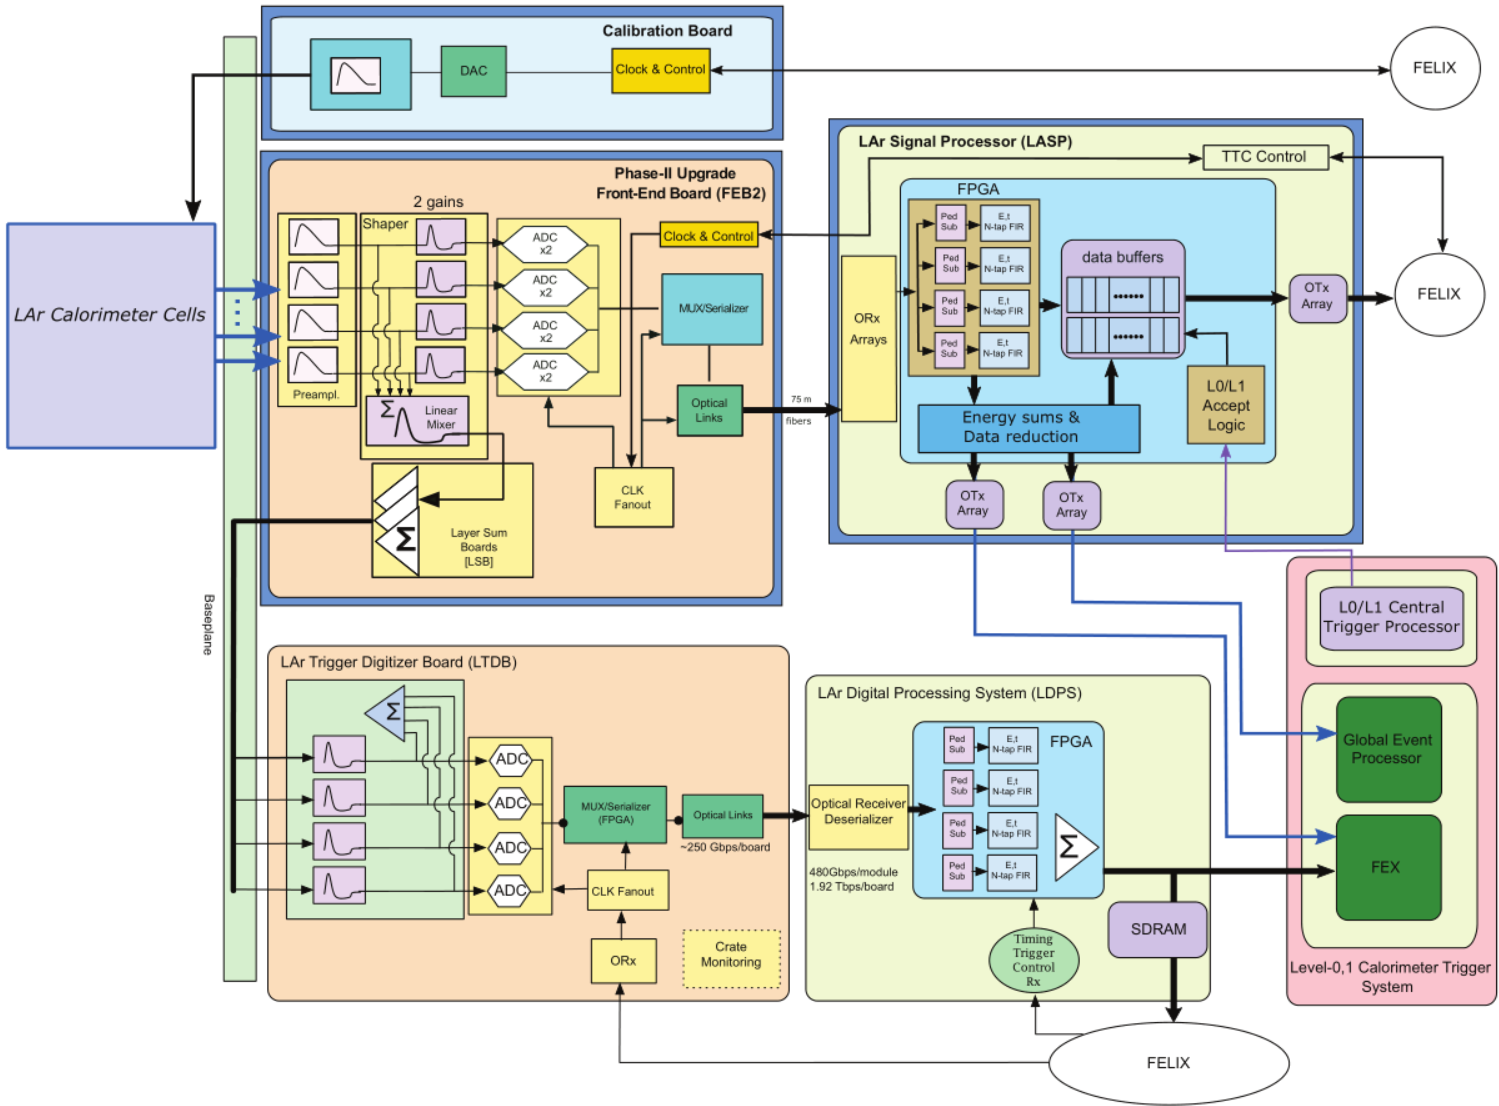 Calibration Board
DAC
Clock & Control
FELIX
LAr Calorimeter Cells
Baseplane
Phase-II Upgrade
Front-End Board (FEB2)
2 gains
Shaper
Preampl.
Σ
Linear
Mixer
ADC
x2
ADC
x2
ADC
x2
ADC
x2
Clock & Control
MUX/Serializer
Optical
Links
CLK
Fanout
Σ
Layer Sum
Boards
[LSB]
75 m
fibers
LAr Signal Processor (LASP)
TTC Control
FPGA
ORx
Arrays
Ped
Sub
E,t
N-tap FIR
Ped
Sub
E,t
N-tap FIR
Ped
Sub
E,t
N-tap FIR
Ped
Sub
E,t
N-tap FIR
data buffers
L0/L1
Accept
Logic
Energy sums &
Data reduction
OTx
Array
OTx
Array
OTx
Array
FELIX
LAr Trigger Digitizer Board (LTDB)
Σ
ADC
ADC
ADC
ADC
MUX/Serializer
(FPGA)
Optical Links
~250 Gbps/board
CLK Fanout
ORx
Crate
Monitoring
LAr Digital Processing System (LDPS)
Optical Receiver
Deserializer
480Gbps/module
1.92 Tbps/board
FPGA
Ped
Sub
E,t
N-tap FIR
Ped
Sub
E,t
N-tap FIR
Ped
Sub
E,t
N-tap FIR
Ped
Sub
E,t
N-tap FIR
Σ
Timing
Trigger
Control
Rx
SDRAM
FELIX
L0/L1 Central
Trigger Processor
Global Event
Processor
FEX
Level-0,1 Calorimeter Trigger
System